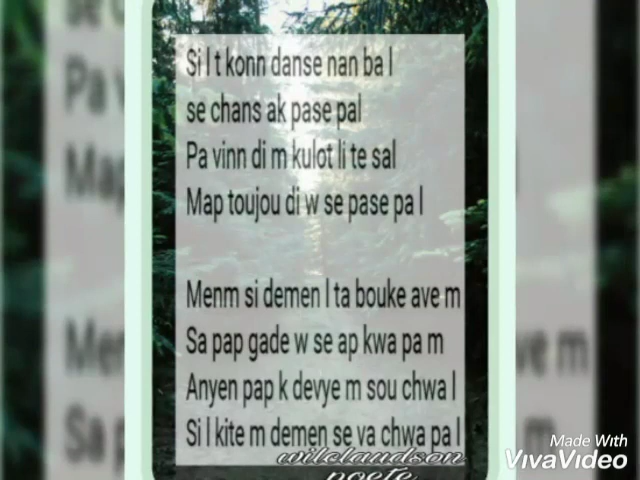 Si l t konn danse nan ba l
se chans ak pase pal
Pa vinn di m kulot li te sal
Map toujou di w se pase pa l
Menm si demen l ta bouke ave m
Sa pap gade w se ap kwa pa m
Anyen pap k devye m sou chwa l
Si l kite m demen se va chwa pa l
wilclaudson
poete
Made With
VivaVideo